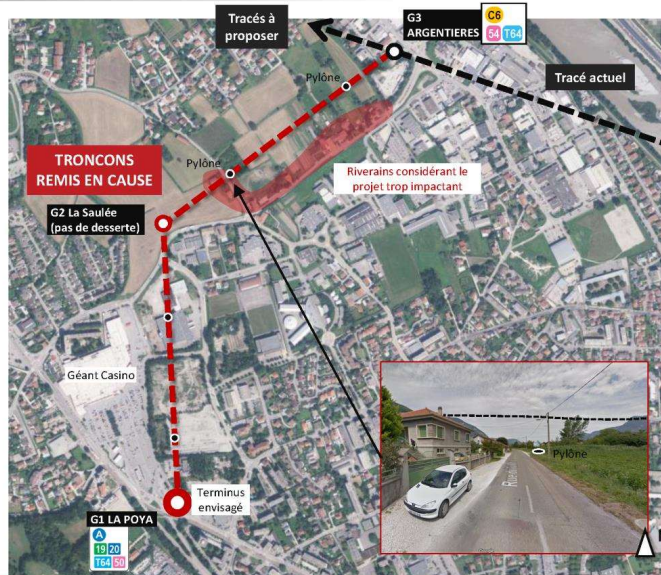 Tracés à
proposer
G3
ARGENTIERES
C6
54 T64
Tracé actuel
Pylône
TRONCONS
REMIS EN CAUSE
Pylône
Riverains considérant le
projet trop impactant
G2 La Saulée
(pas de desserte)
Géant Casino
Terminus
envisagé
G1 LA POYA
A
19 20
T64 50
Pylône